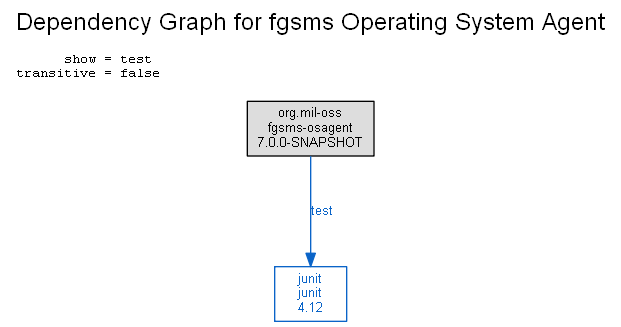 Dependency Graph for fgsms Operating System Agent
show = test
transitive = false
org.mil-oss
fgsms-osagent
7.0.0-SNAPSHOT
test
junit
junit
4.12